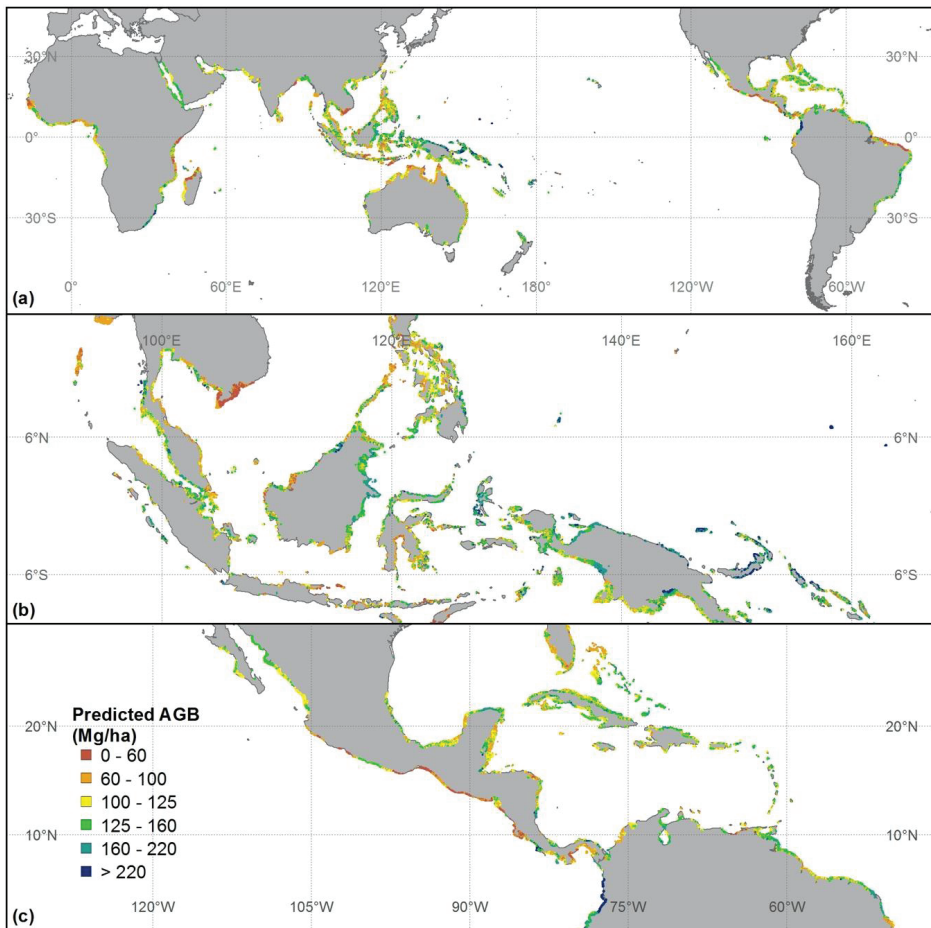 30°N
30°N
0°
0°
30°S
30°S
(a) 0° 60°E 120°E 180° 120°W 60°W
100°E 120°E 140°E 160°E
6°N
6°N
6°S
6°S
(b)
Predicted AGB
(Mg/ha)
0 - 60
60 - 100
100 - 125
125 - 160
160 - 220
> 220
20°N
20°N
10°N
10°N
(c) 120°W 105°W 90°W 75°W 60°W